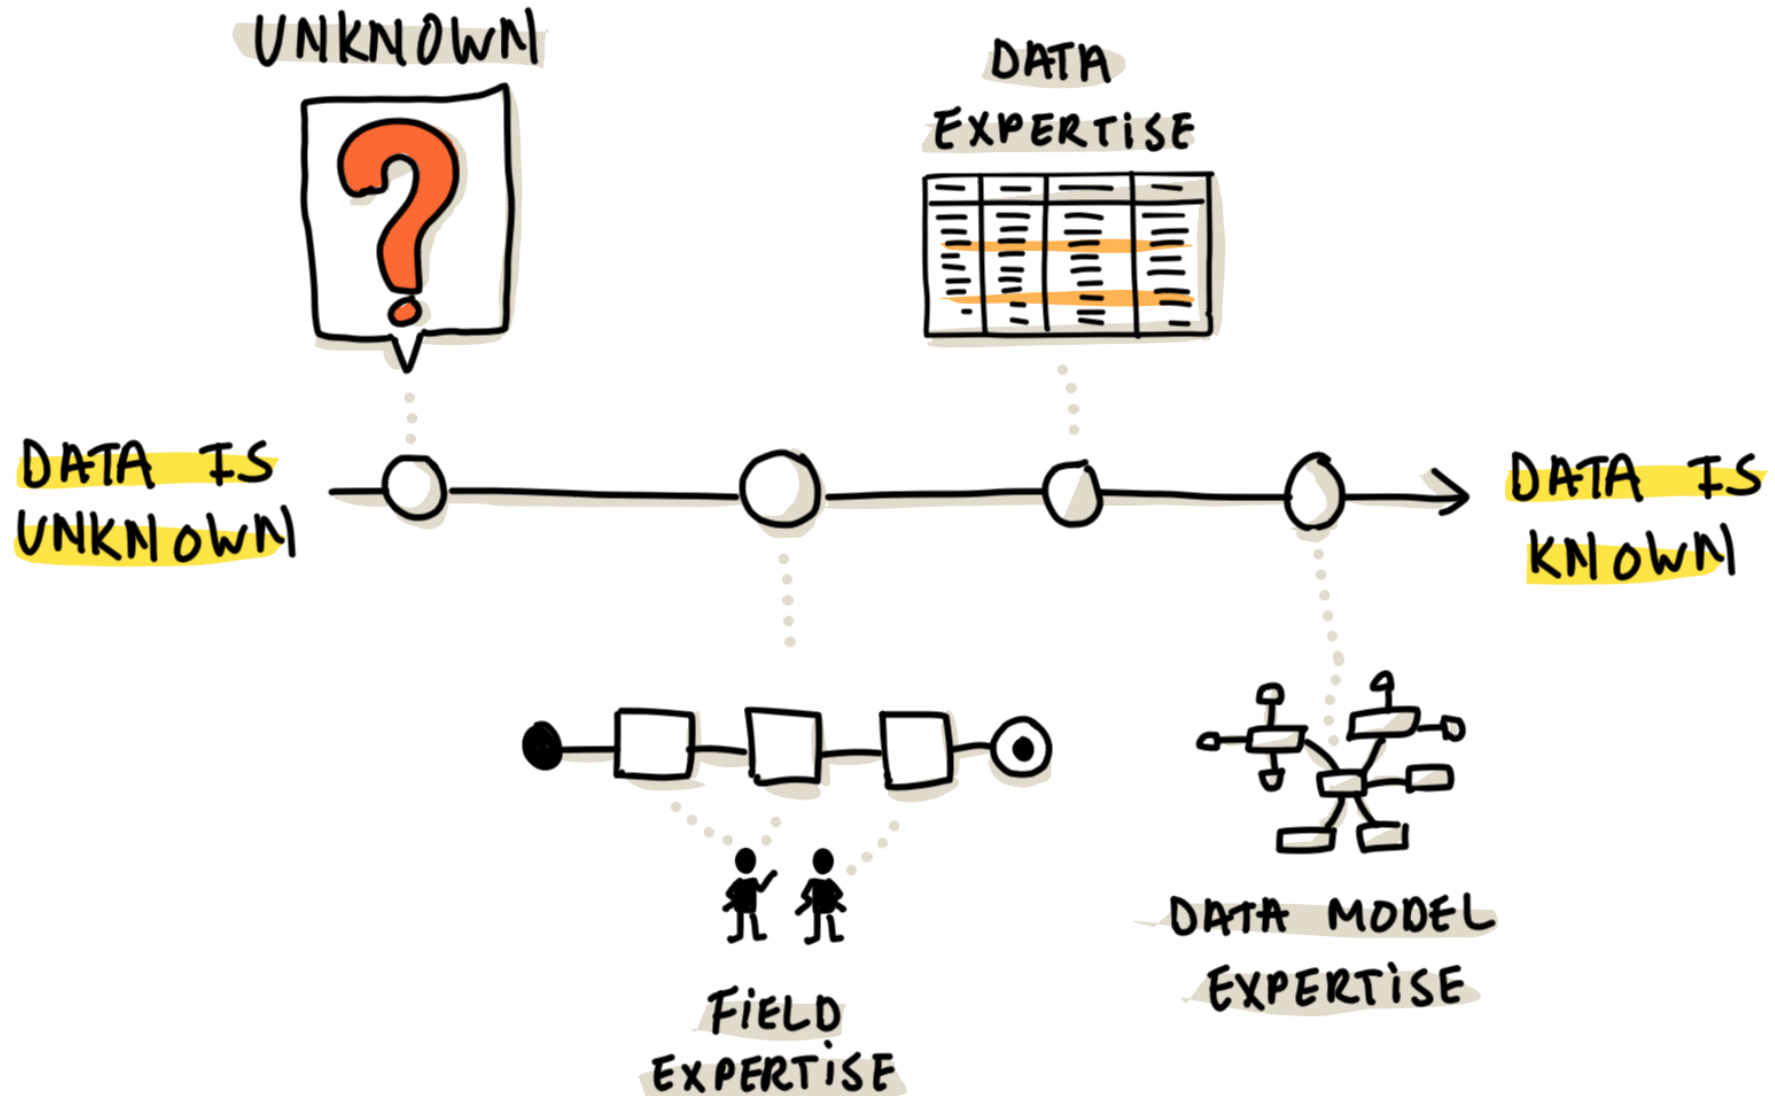 UNKNOWN
DATA
EXPERTiSE
DATA IS
UNKNOWN
DATA IS
KNOWN
FiELD
EXPERTiSE
DATA MODEL
EXPERTiSE